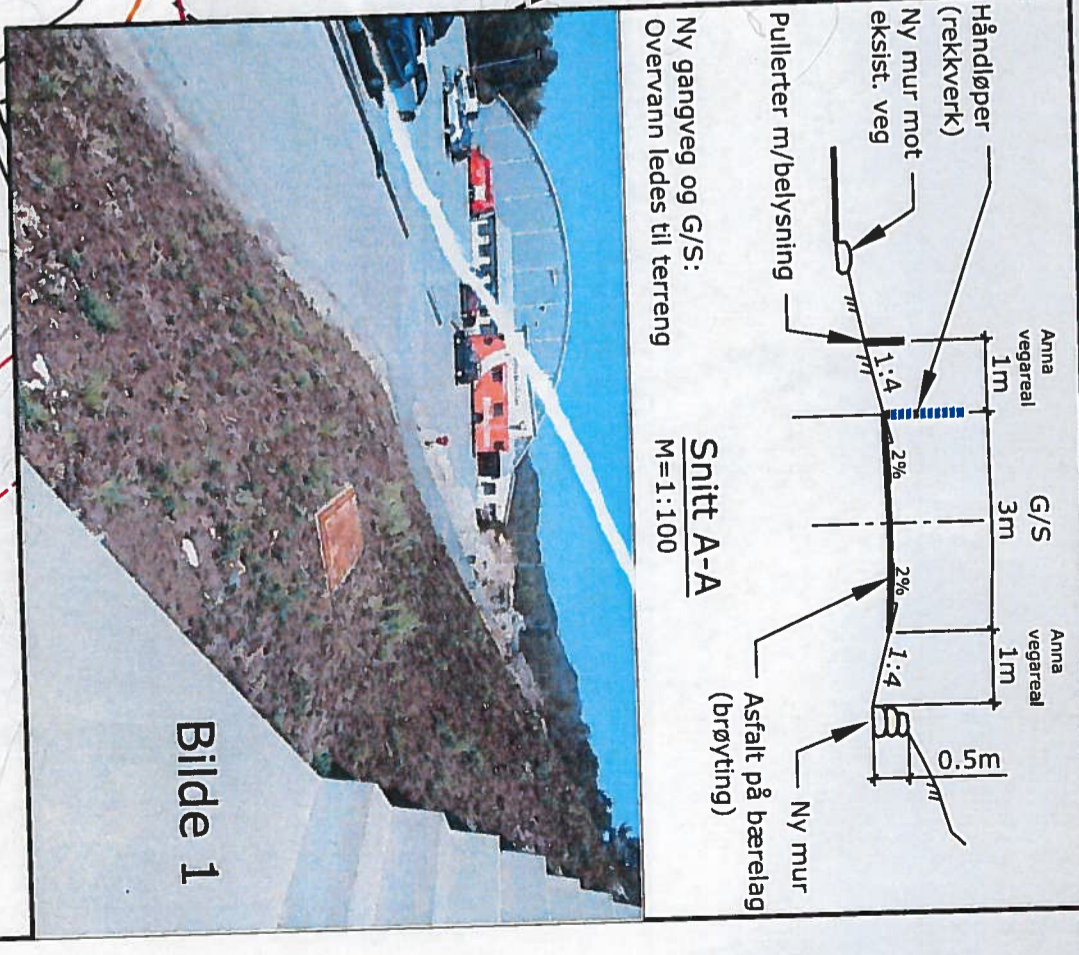 Håndløper
(rekkverk)
Ny mur mot
eksist. veg
Pullerter m/belysning
Anna
vegareal
1m
G/S
3m
Anna
vegareal
1m
1:4
2%
2%
1:4
0.5m
Ny mur
Asfalt på bærelag
(brøyting)
Snitt A-A
M=1:100
Ny gangveg og G/S:
Overvann ledes til terreng
Bilde 1